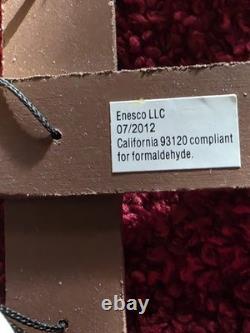 Enesco LLC
07/2012
California 93120 compliant
for formaldehyde.
ebay